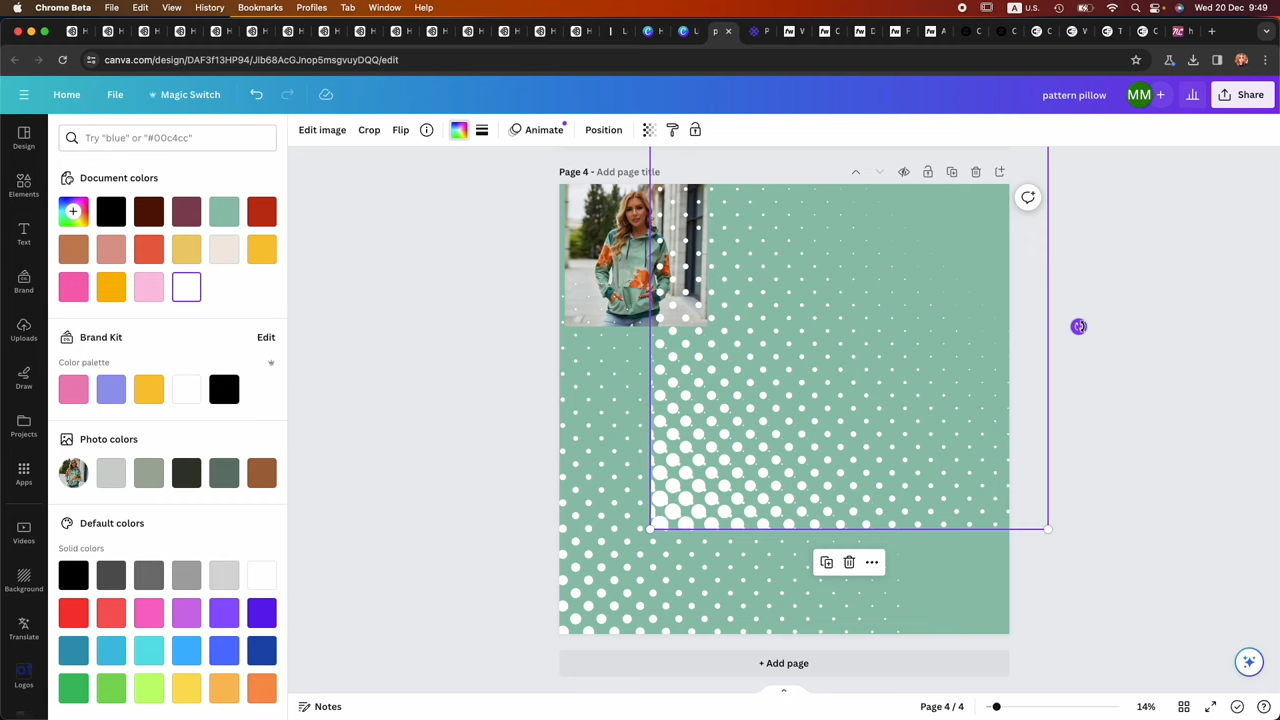 Chrome Beta File Edit View History Bookmarks Profiles Tab Window Help
A U.S. Wed 20 Dec 9:49
canva.com/design/DAF3f13HP94/Jlb68AcGJnop5msgvuyDQQ/edit
Home File Magic Switch
pattern pillow MM Share
Edit image Crop Flip Animate Position
Design
Elements
Text
Brand
Uploads
Draw
Projects
Apps
Videos
Background
Translate
Logos
Try "blue" or "#00c4cc"
Document colors
Brand Kit Edit
Color palette
Photo colors
Default colors
Solid colors
Page 4 - Add page title
+ Add page
Notes
Page 4 / 4 14%